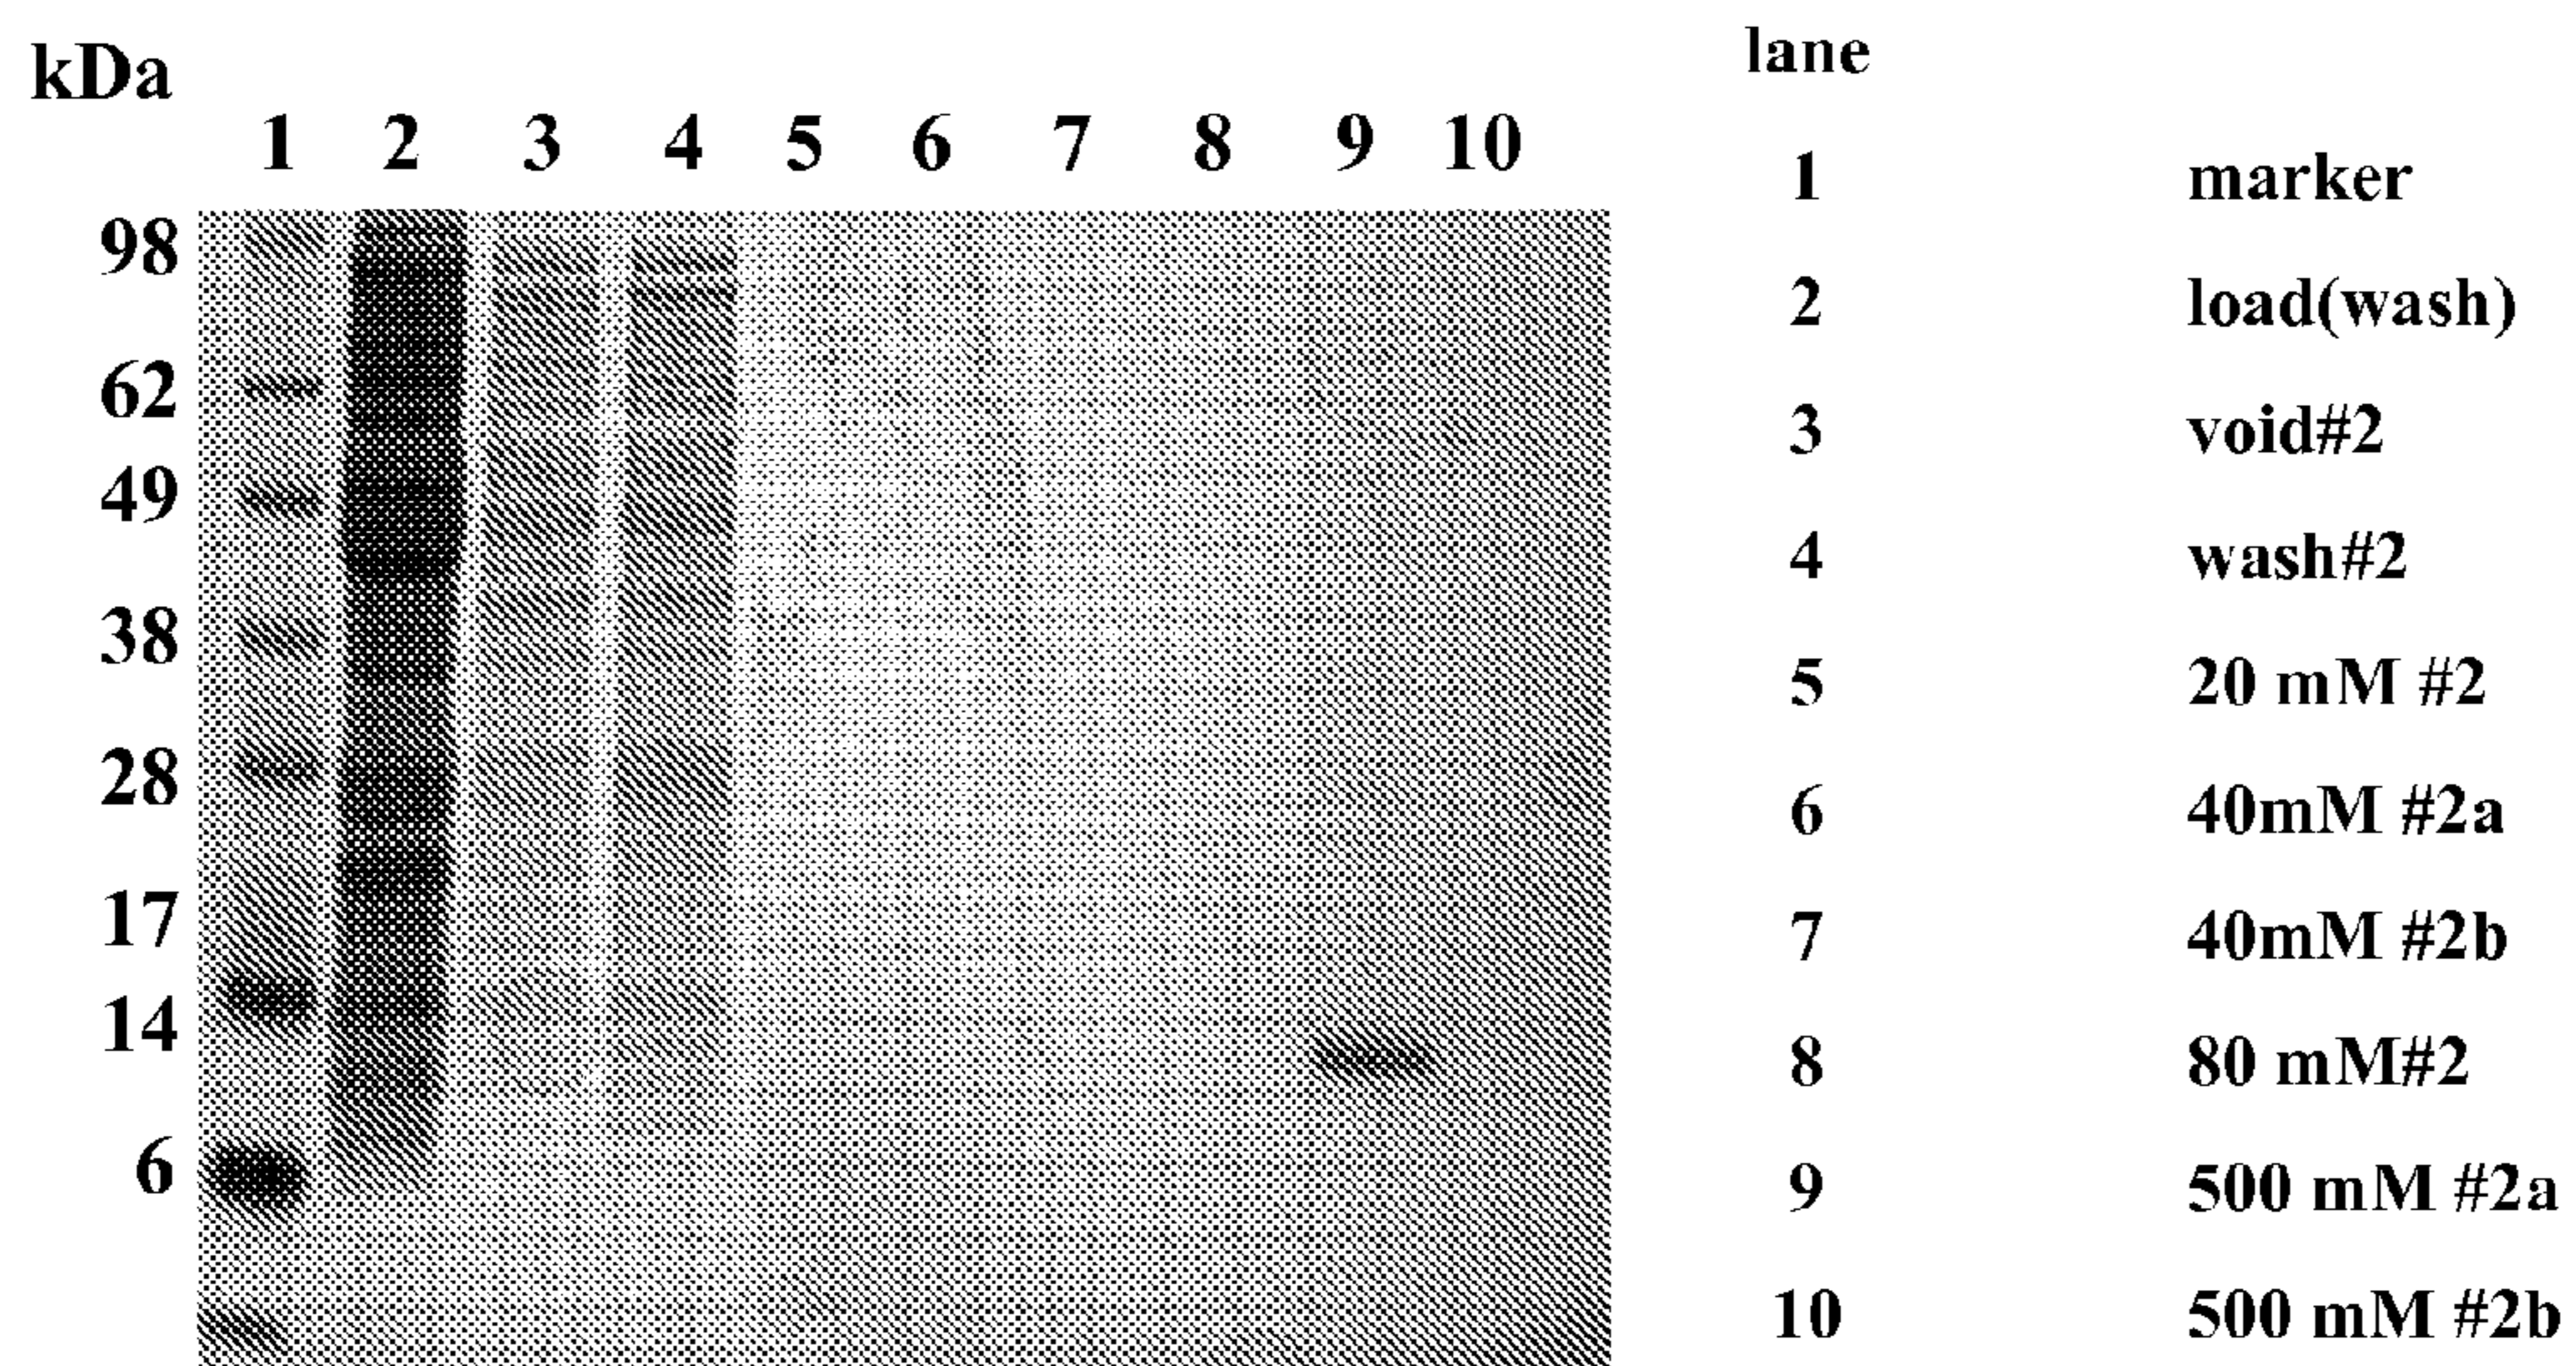 kDa
1 2 3 4 5 6 7 8 9 10
98
62
49
38
28
17
14
6
lane
1 marker
2 load(wash)
3 void#2
4 wash#2
5 20 mM #2
6 40mM #2a
7 40mM #2b
8 80 mM#2
9 500 mM #2a
10 500 mM #2b